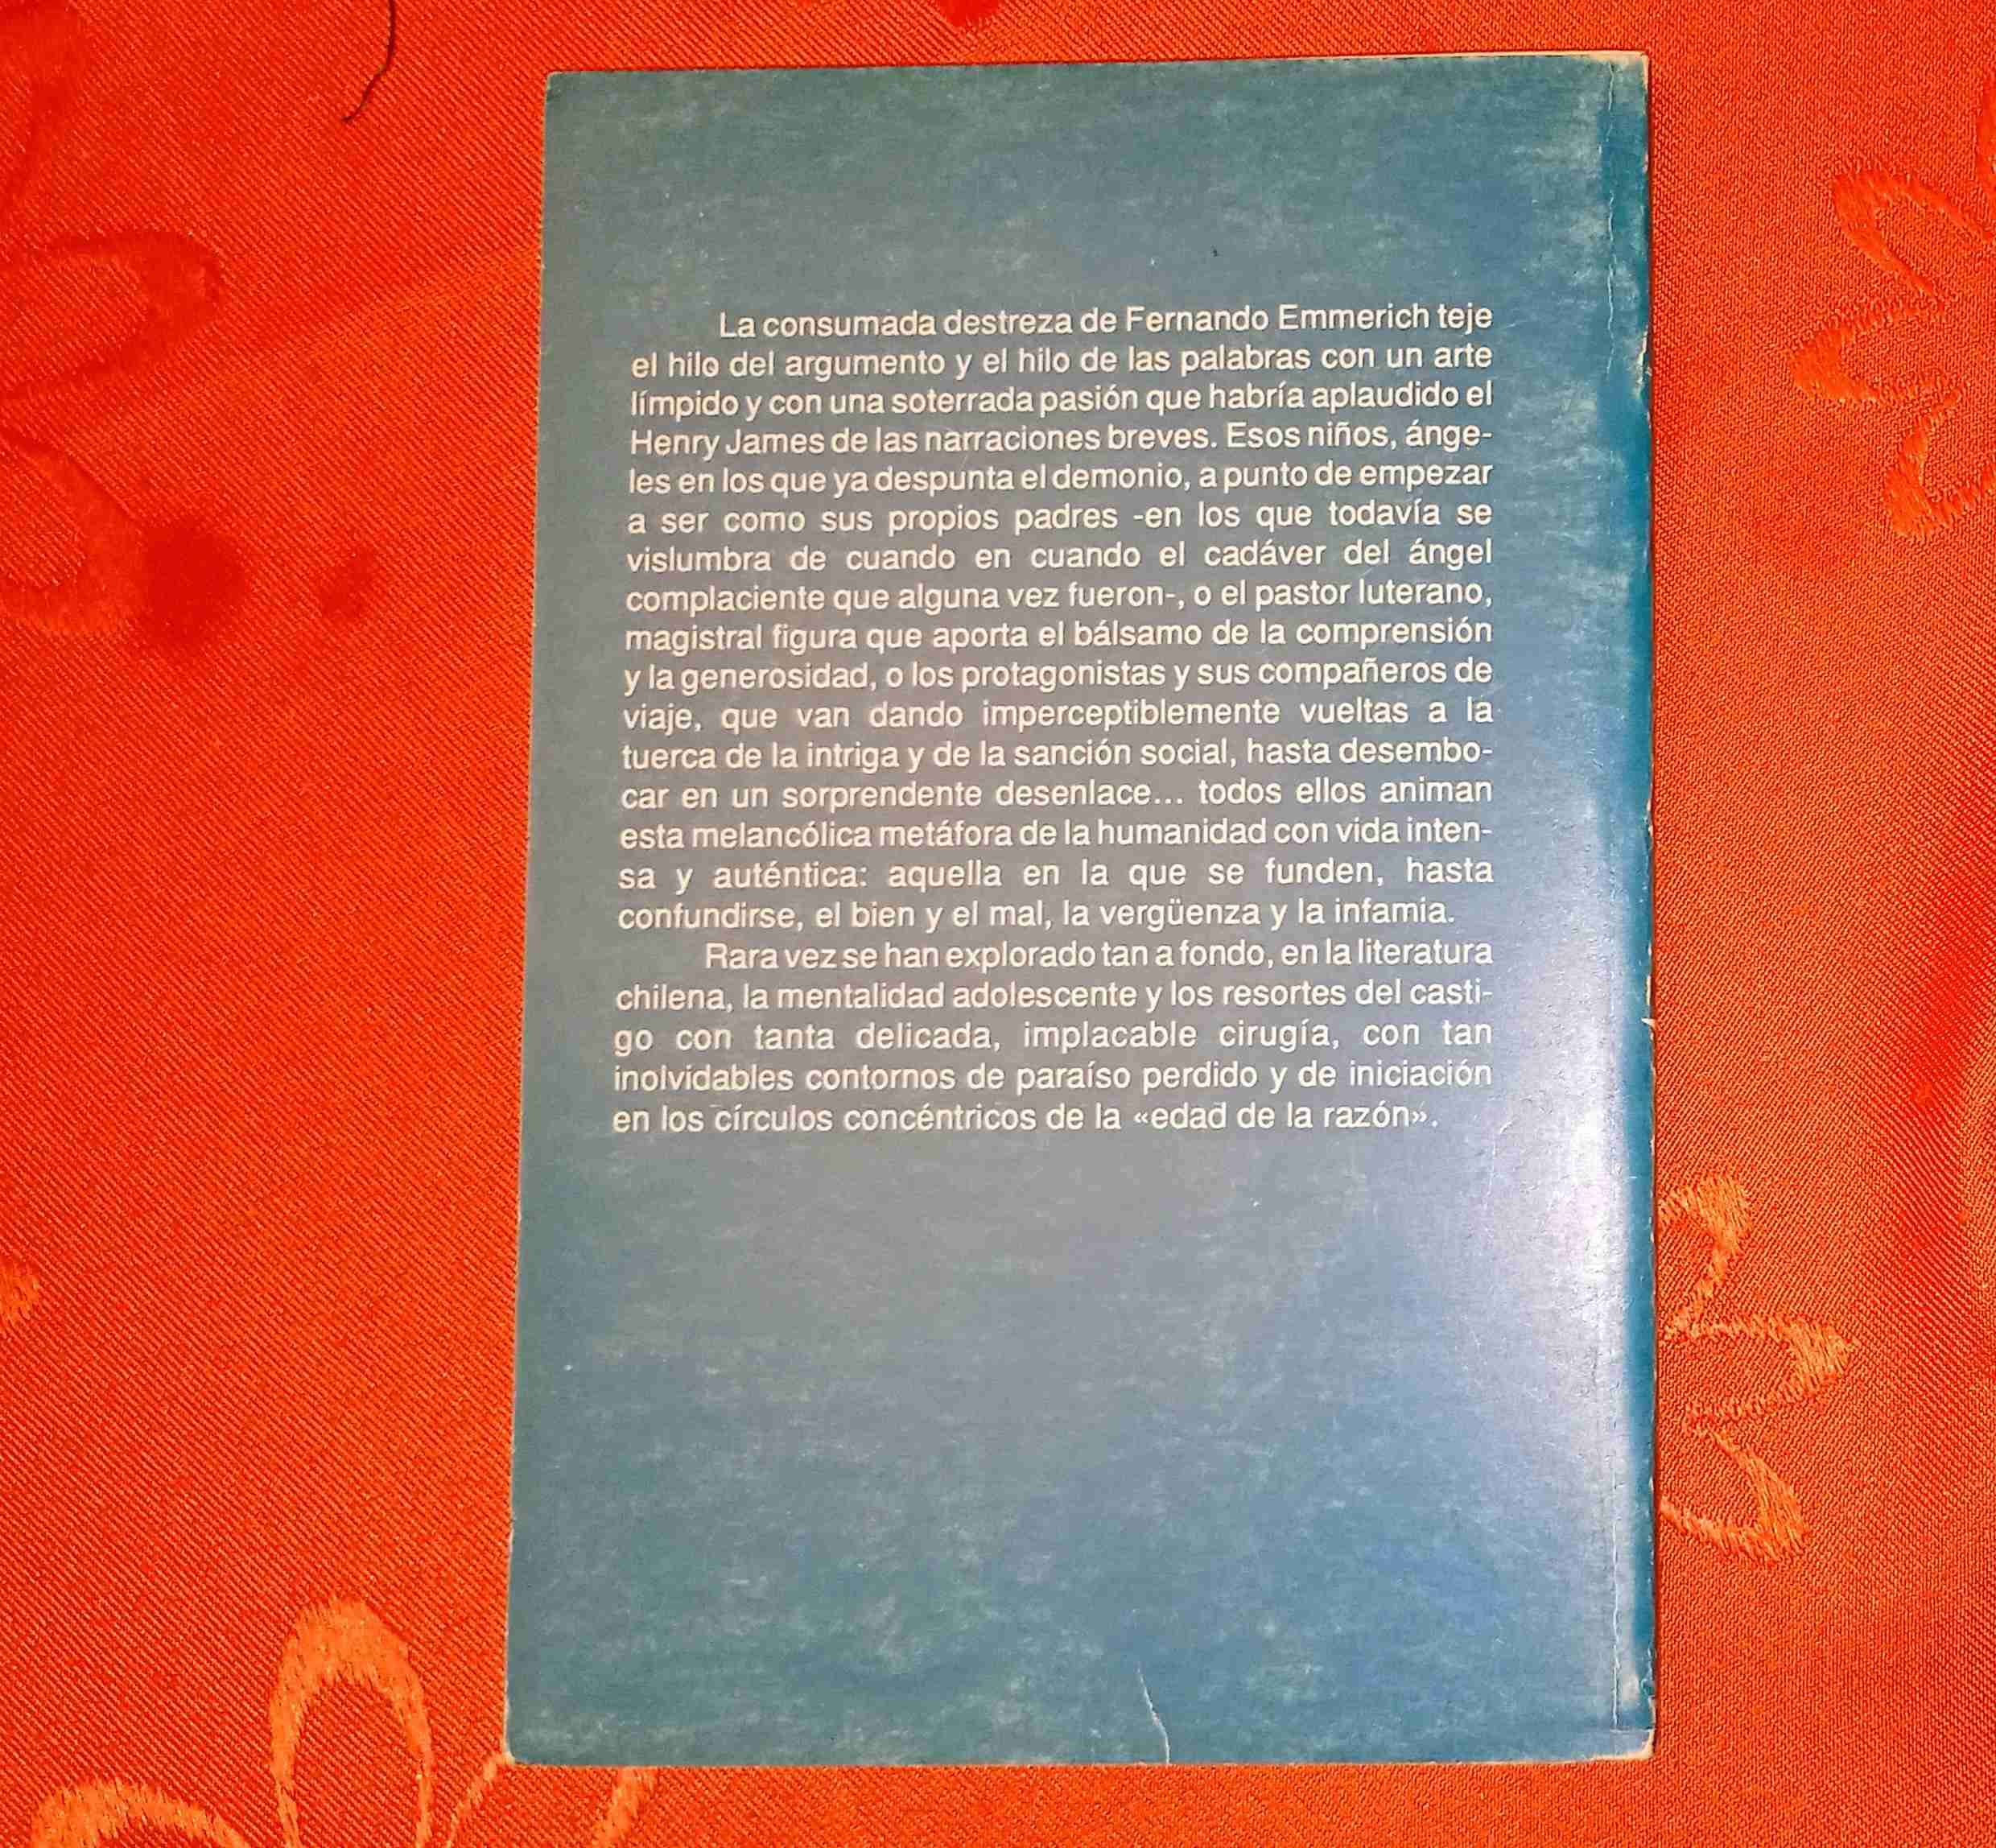 La consumada destreza de Fernando Emmerich teje
el hilo del argumento y el hilo de las palabras con un arte
límpido y con una soterrada pasión que habría aplaudido el
Henry James de las narraciones breves. Esos niños, ánge-
les en los que ya despunta el demonio, a punto de empezar
a ser como sus propios padres -en los que todavía se
vislumbra de cuando en cuando el cadáver del ángel
complaciente que alguna vez fueron-, o el pastor luterano,
magistral figura que aporta el bálsamo de la comprensión
y la generosidad, o los protagonistas y sus compañeros de
viaje, que van dando imperceptiblemente vueltas a la
tuerca de la intriga y de la sanción social, hasta desembo-
car en un sorprendente desenlace... todos ellos animan
esta melancólica metáfora de la humanidad con vida inten-
sa y auténtica: aquella en la que se funden, hasta
confundirse, el bien y el mal, la vergüenza y la infamia.
Rara vez se han explorado tan a fondo, en la literatura
chilena, la mentalidad adolescente y los resortes del casti-
go con tanta delicada, implacable cirugía, con tan
inolvidables contornos de paraíso perdido y de iniciación
en los círculos concéntricos de la «edad de la razón».